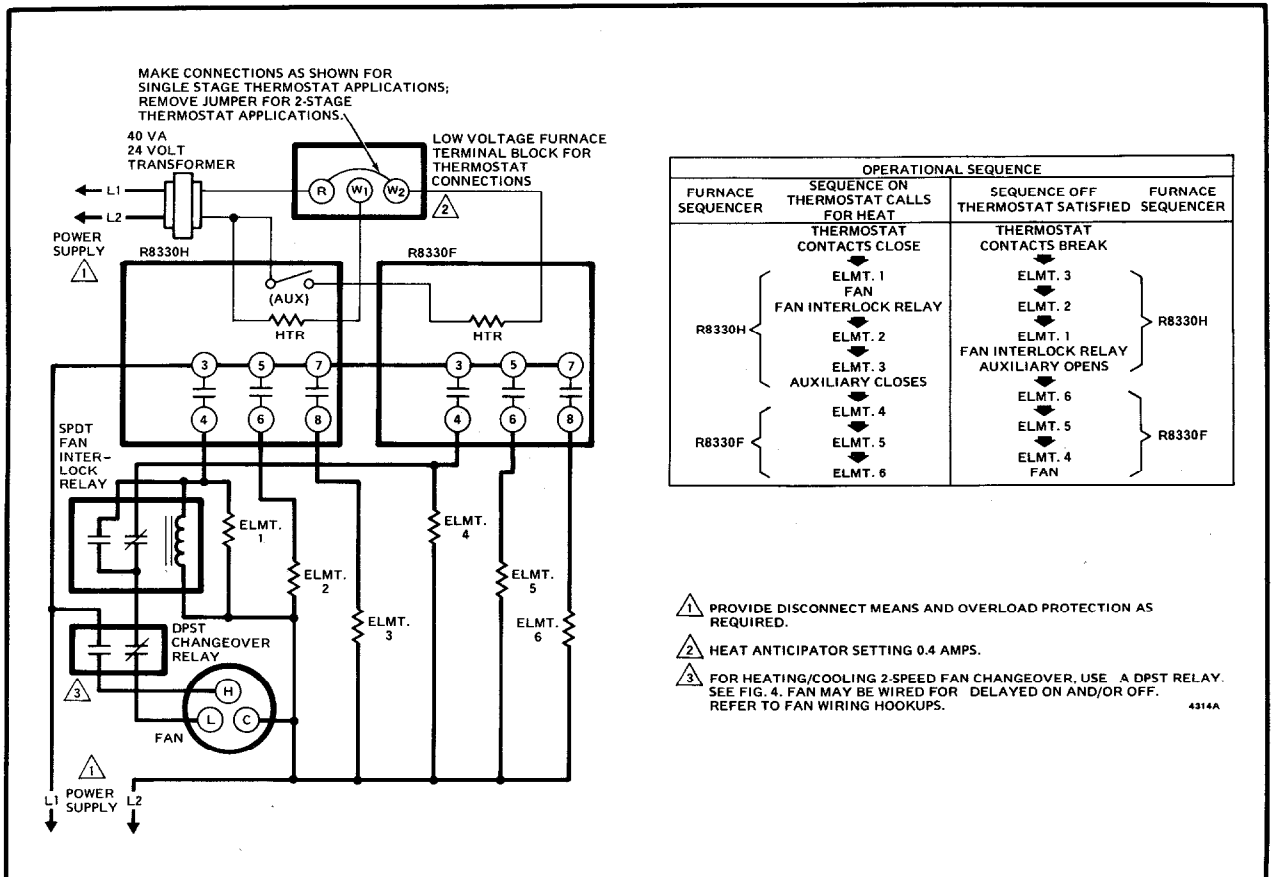 MAKE CONNECTIONS AS SHOWN FOR
SINGLE STAGE THERMOSTAT APPLICATIONS;
REMOVE JUMPER FOR 2-STAGE
THERMOSTAT APPLICATIONS.
40 VA
24 VOLT
TRANSFORMER
LOW VOLTAGE FURNACE
TERMINAL BLOCK FOR
THERMOSTAT
CONNECTIONS
2
L1
L2
R
W1
W2
POWER
SUPPLY
1
R8330H
R8330F
(AUX)
HTR
HTR
3
5
7
3
5
7
4
6
8
4
6
8
SPDT
FAN
INTER-
LOCK
RELAY
ELMT.
1
ELMT.
2
ELMT.
3
ELMT.
4
ELMT.
5
ELMT.
6
DPST
CHANGEOVER
RELAY
3
H
L
C
FAN
1
L1
POWER
SUPPLY
L2
OPERATIONAL SEQUENCE
FURNACE
SEQUENCER
SEQUENCE ON
THERMOSTAT CALLS
FOR HEAT
SEQUENCE OFF
THERMOSTAT SATISFIED
FURNACE
SEQUENCER
THERMOSTAT
CONTACTS CLOSE
R8330H
ELMT. 1
FAN
FAN INTERLOCK RELAY
ELMT. 2
ELMT. 3
AUXILIARY CLOSES
R8330F
ELMT. 4
ELMT. 5
ELMT. 6
THERMOSTAT
CONTACTS BREAK
ELMT. 3
ELMT. 2
ELMT. 1
FAN INTERLOCK RELAY
AUXILIARY OPENS
R8330H
ELMT. 6
ELMT. 5
ELMT. 4
FAN
R8330F
1 PROVIDE DISCONNECT MEANS AND OVERLOAD PROTECTION AS
REQUIRED.
2 HEAT ANTICIPATOR SETTING 0.4 AMPS.
3 FOR HEATING/COOLING 2-SPEED FAN CHANGEOVER, USE A DPST RELAY.
SEE FIG. 4. FAN MAY BE WIRED FOR DELAYED ON AND/OR OFF.
REFER TO FAN WIRING HOOKUPS.
4314A